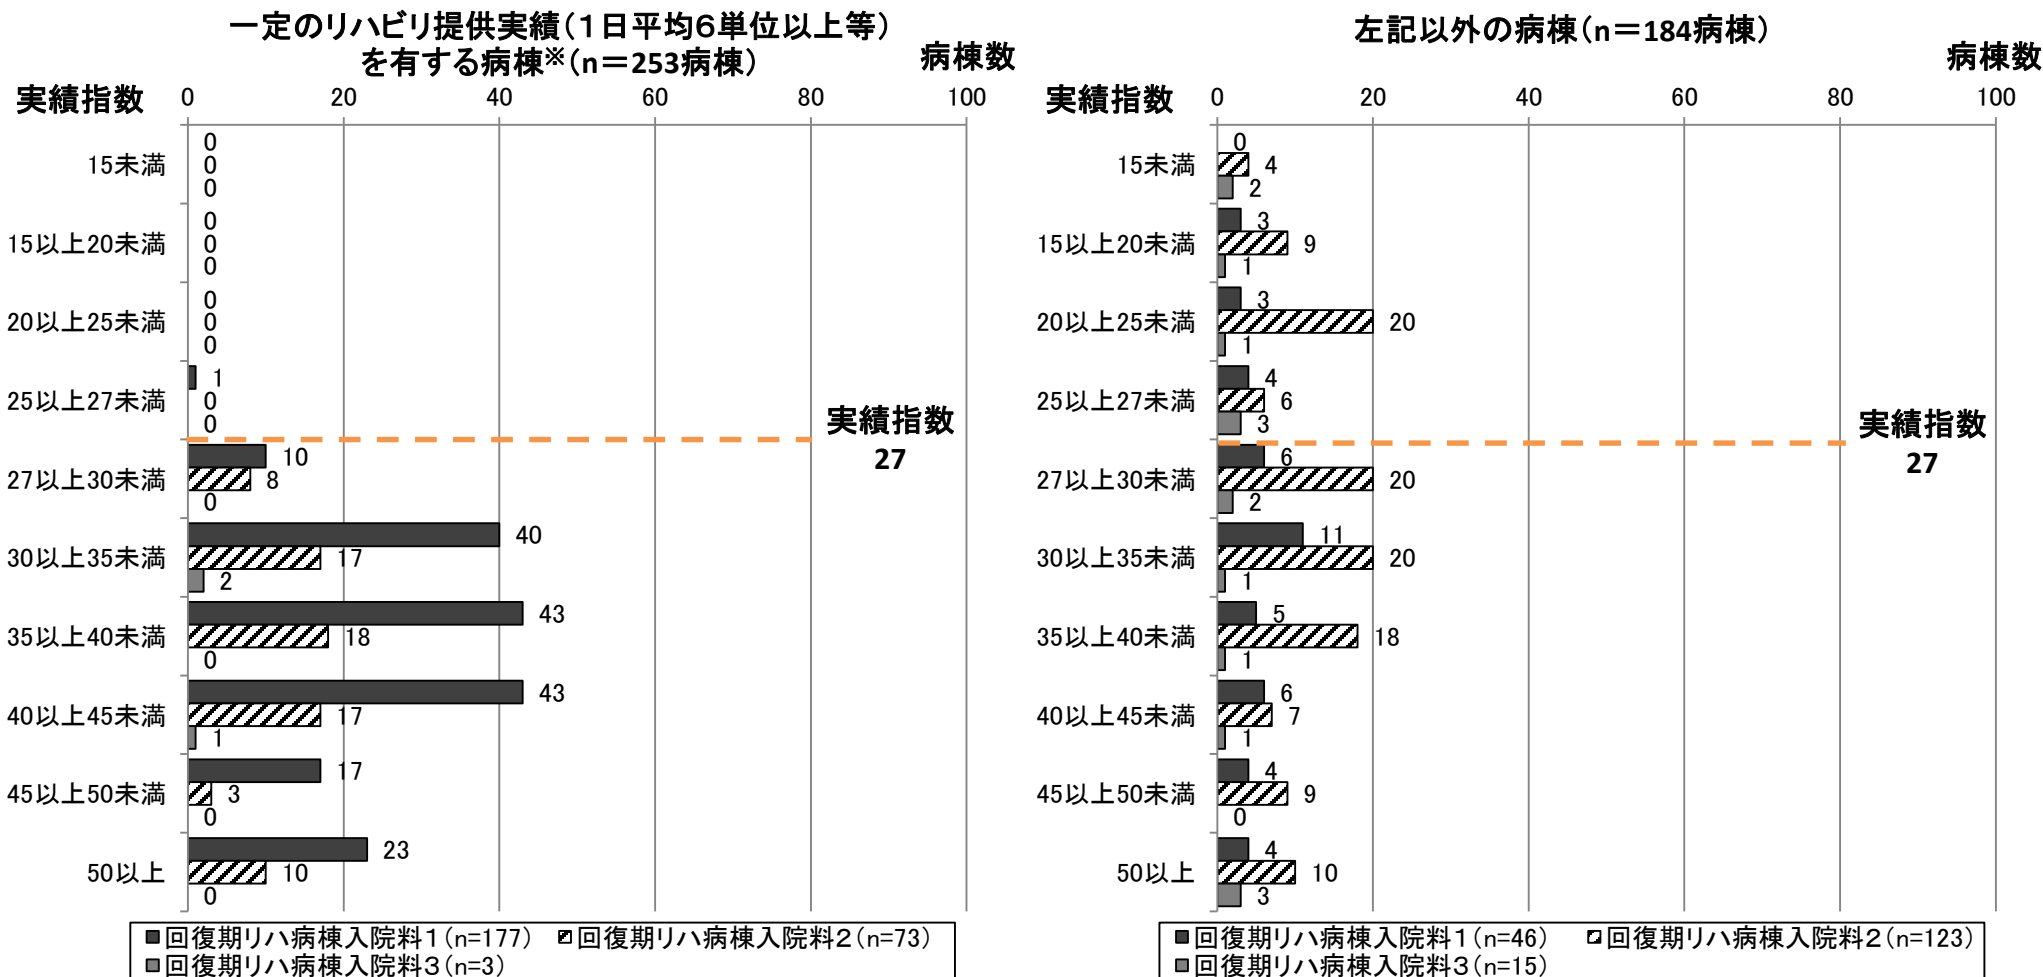 一定のリハビリ提供実績（１日平均６単位以上等）
を有する病棟※（n＝253病棟）
病棟数
実績指数
0 20 40 60 80 100
15未満
0
0
0
15以上20未満
0
0
0
20以上25未満
0
0
0
25以上27未満
1
0
0
実績指数
27
27以上30未満
10
8
0
30以上35未満
40
17
2
35以上40未満
43
18
0
40以上45未満
43
17
1
45以上50未満
17
3
0
50以上
23
10
0
回復期リハ病棟入院料１（n=177） 回復期リハ病棟入院料２（n=73）
回復期リハ病棟入院料３（n=3）
左記以外の病棟（n＝184病棟）
病棟数
実績指数
0 20 40 60 80 100
15未満
0
4
2
15以上20未満
3
9
1
20以上25未満
3
20
1
25以上27未満
4
6
3
実績指数
27
27以上30未満
6
20
2
30以上35未満
11
20
1
35以上40未満
5
18
1
40以上45未満
6
7
1
45以上50未満
4
9
0
50以上
4
10
3
回復期リハ病棟入院料１（n=46） 回復期リハ病棟入院料２（n=123）
回復期リハ病棟入院料３（n=15）